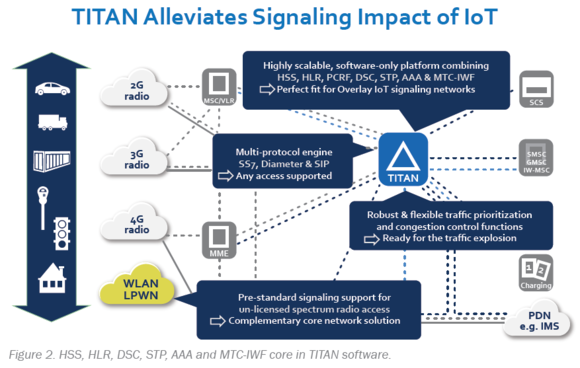 TITAN Alleviates Signaling Impact of IoT
Highly scalable, software-only platform combining
HSS, HLR, PCRF, DSC, STP, AAA & MTC-IWF
Perfect fit for Overlay IoT signaling networks
2G
radio
MSC/VLR
SCS
Multi-protocol engine
SS7, Diameter & SIP
Any access supported
3G
radio
TITAN
SMSC
&GMSC
IW-MSC
Robust & flexible traffic prioritization
and congestion control functions
Ready for the traffic explosion
4G
radio
MME
WLAN
LPWN
Pre-standard signaling support for
un-licensed spectrum radio access
Complementary core network solution
1 2
Charging
PDN
e.g. IMS
Figure 2. HSS, HLR, DSC, STP, AAA and MTC-IWF core in TITAN software.